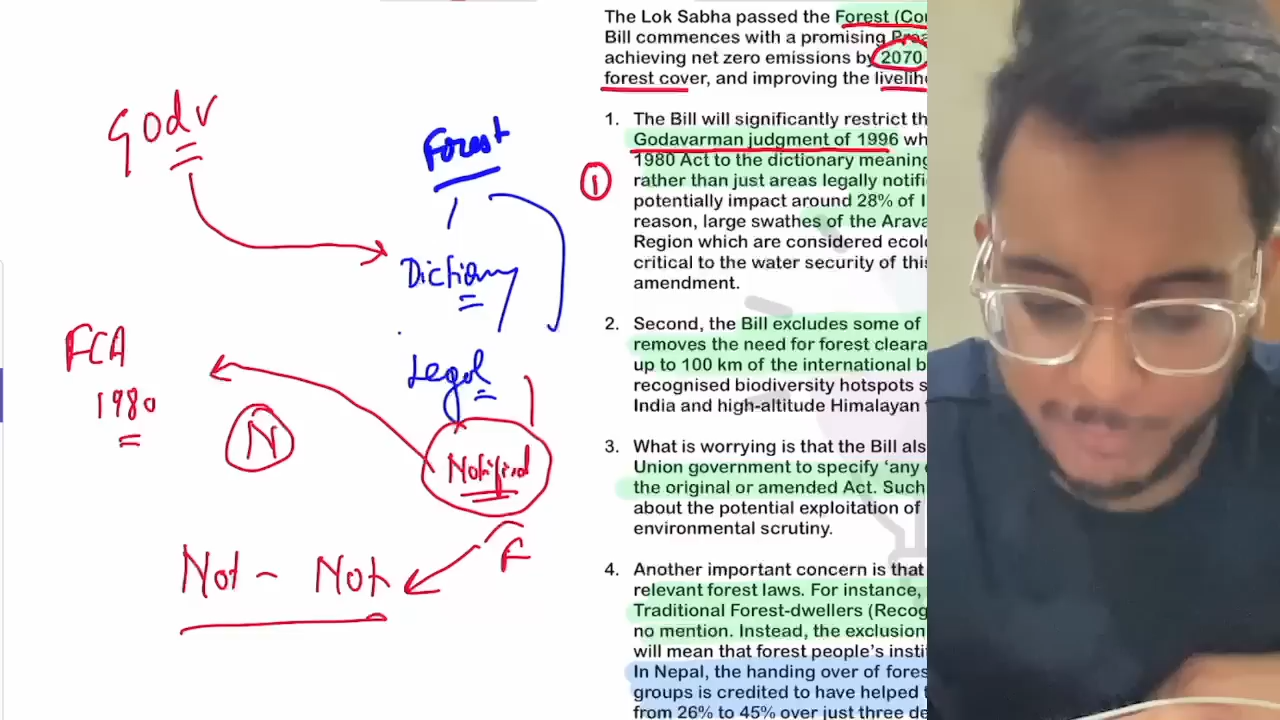 Godv
Forest
Dictionary
FCA
1980
N
Legal
Notified
F
Not - Not
The Lok Sabha passed the Forest (Co
Bill commences with a promising
achieving net zero emissions by 2070
forest cover, and improving the liveli
1. The Bill will significantly restrict th
Godavarman judgment of 1996 wh
1980 Act to the dictionary meaning
1
rather than just areas legally notifi
potentially impact around 28% of
reason, large swathes of the Arava
Region which are considered ecol
critical to the water security of this
amendment.
2. Second, the Bill excludes some of
removes the need for forest cleara
up to 100 km of the international b
recognised biodiversity hotspots s
India and high-altitude Himalayan
3. What is worrying is that the Bill als
Union government to specify ‘any
the original or amended Act. Such
about the potential exploitation of
environmental scrutiny.
4. Another important concern is that
relevant forest laws. For instance,
Traditional Forest-dwellers (Recog
no mention. Instead, the exclusion
will mean that forest people’s insti
In Nepal, the handing over of fores
groups is credited to have helped
from 26% to 45% over just three de